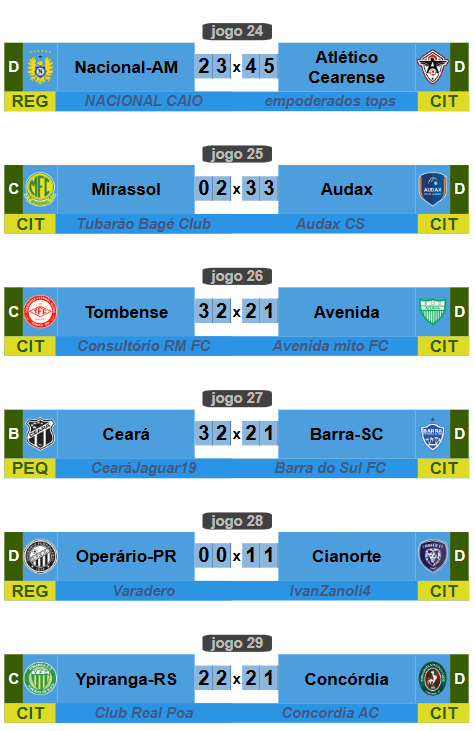 jogo 24
D Nacional-AM 2 3 x 4 5 Atlético Cearense D
REG NACIONAL CAIO empoderados tops CIT
jogo 25
C Mirassol 0 2 x 3 3 Audax D
CIT Tubarão Bagé Club Audax CS CIT
jogo 26
C Tombense 3 2 x 2 1 Avenida D
CIT Consultório RM FC Avenida mito FC CIT
jogo 27
B Ceará 3 2 x 2 1 Barra-SC D
PEQ CearáJaguar19 Barra do Sul FC CIT
jogo 28
D Operário-PR 0 0 x 1 1 Cianorte D
REG Varadero IvanZanoli4 CIT
jogo 29
C Ypiranga-RS 2 2 x 2 1 Concórdia D
CIT Club Real Poa Concordia AC CIT